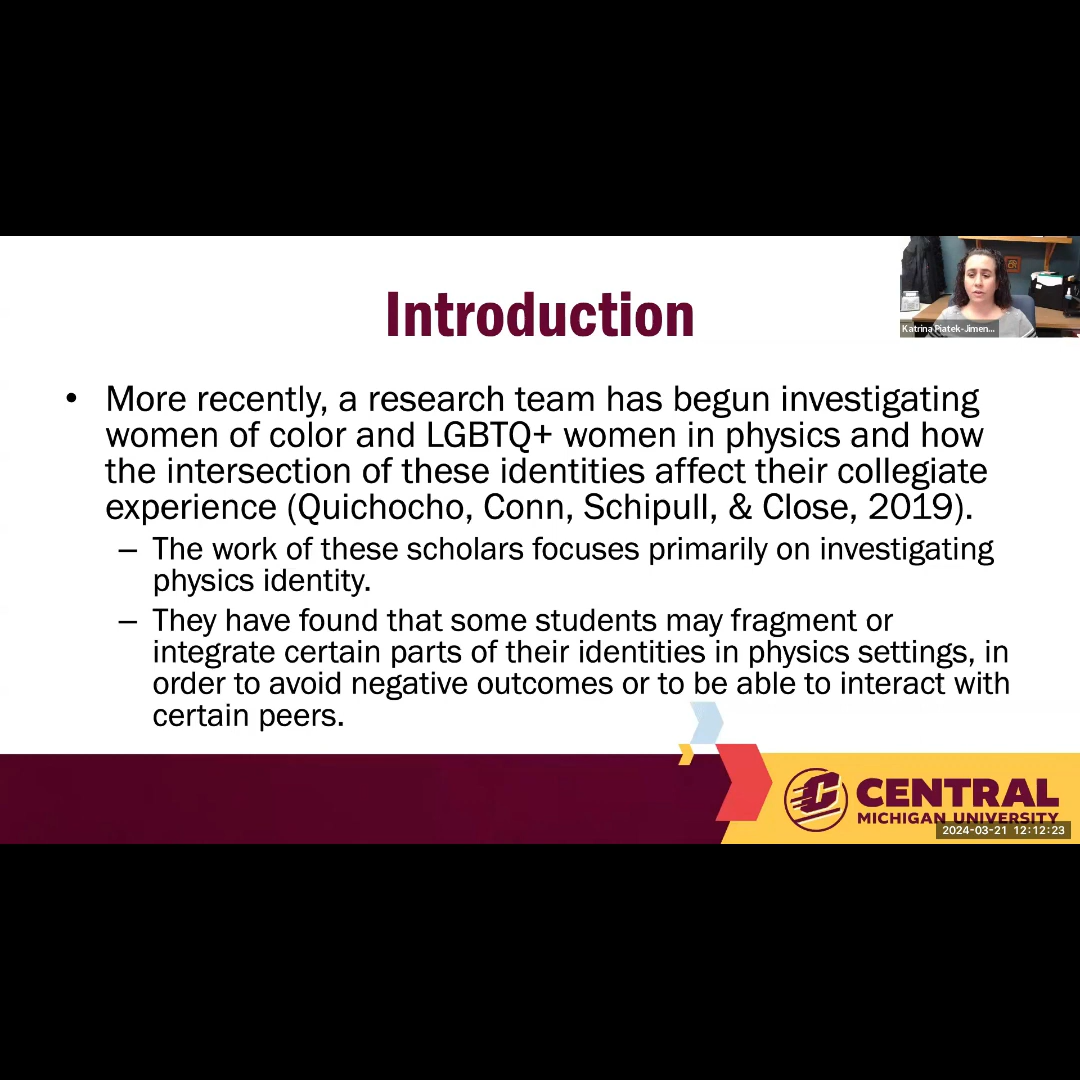 Introduction
Katrina Piatek-Jimen...
• More recently, a research team has begun investigating
women of color and LGBTQ+ women in physics and how
the intersection of these identities affect their collegiate
experience (Quichocho, Conn, Schipull, & Close, 2019).
– The work of these scholars focuses primarily on investigating
physics identity.
– They have found that some students may fragment or
integrate certain parts of their identities in physics settings, in
order to avoid negative outcomes or to be able to interact with
certain peers.
C
CENTRAL
MICHIGAN UNIVERSITY
2024-03-21 12:12:23